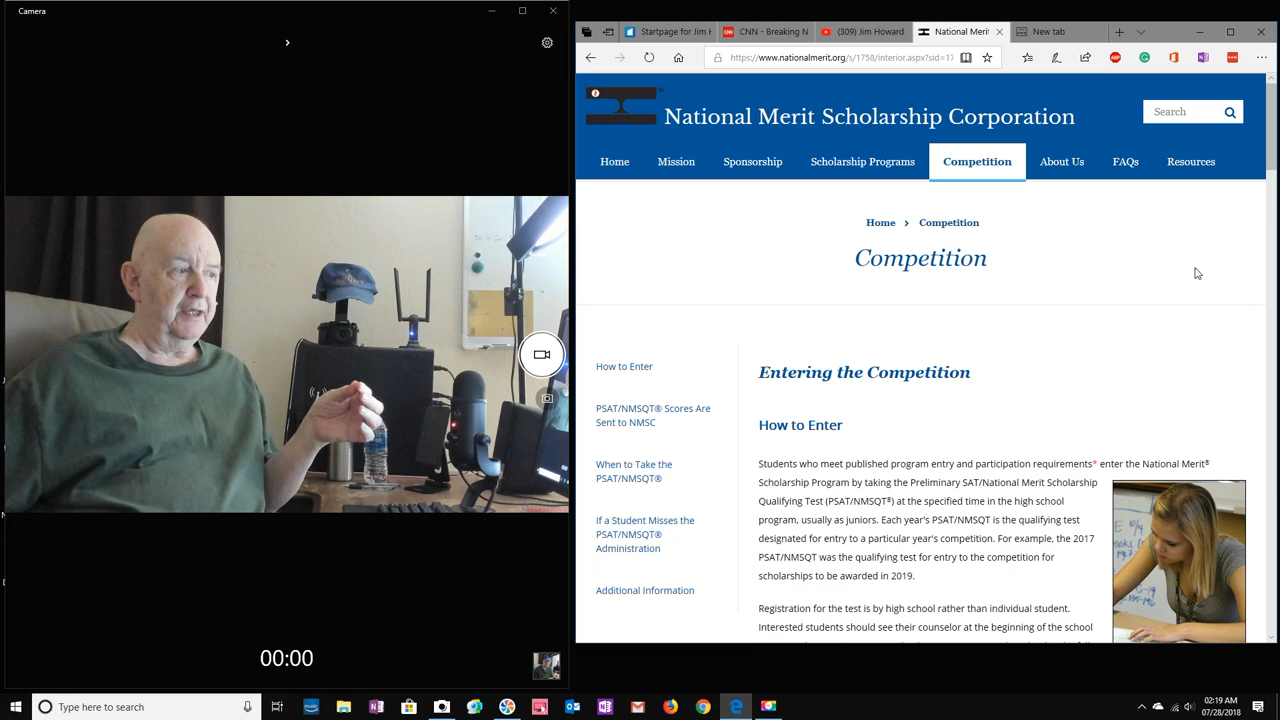 Camera
00:00
Startpage for Jim H
CNN - Breaking N
(309) Jim Howard
National Merit
New tab
https://www.nationalmerit.org/s/1758/interior.aspx?sid=17
ABP
National Merit Scholarship Corporation
Search
Home
Mission
Sponsorship
Scholarship Programs
Competition
About Us
FAQs
Resources
Home > Competition
Competition
How to Enter
PSAT/NMSQT® Scores Are
Sent to NMSC
When to Take the
PSAT/NMSQT®
If a Student Misses the
PSAT/NMSQT®
Administration
Additional Information
Entering the Competition
How to Enter
Students who meet published program entry and participation requirements* enter the National Merit®
Scholarship Program by taking the Preliminary SAT/National Merit Scholarship
Qualifying Test (PSAT/NMSQT®) at the specified time in the high school
program, usually as juniors. Each year's PSAT/NMSQT is the qualifying test
designated for entry to a particular year's competition. For example, the 2017
PSAT/NMSQT was the qualifying test for entry to the competition for
scholarships to be awarded in 2019.
Registration for the test is by high school rather than individual student.
Interested students should see their counselor at the beginning of the school
Type here to search
02:19 AM
07/28/2018